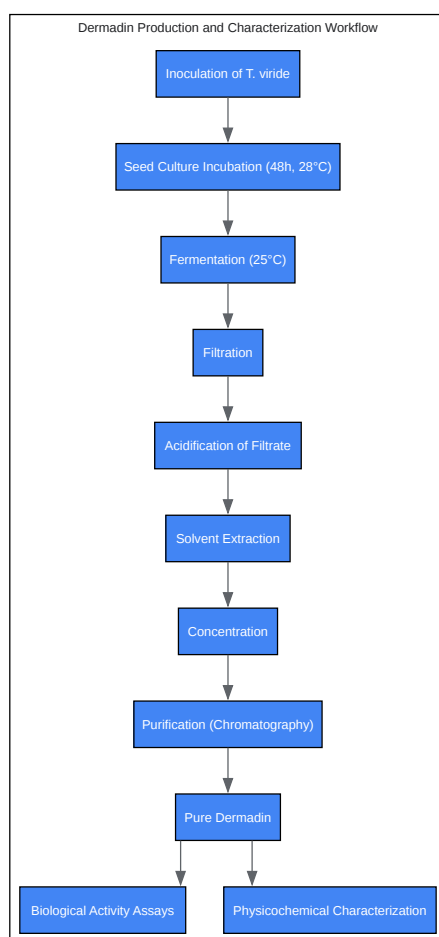 Dermadin Production and Characterization Workflow
Inoculation of T. viride
Seed Culture Incubation (48h, 28°C)
Fermentation (25°C)
Filtration
Acidification of Filtrate
Solvent Extraction
Concentration
Purification (Chromatography)
Pure Dermadin
Biological Activity Assays
Physicochemical Characterization